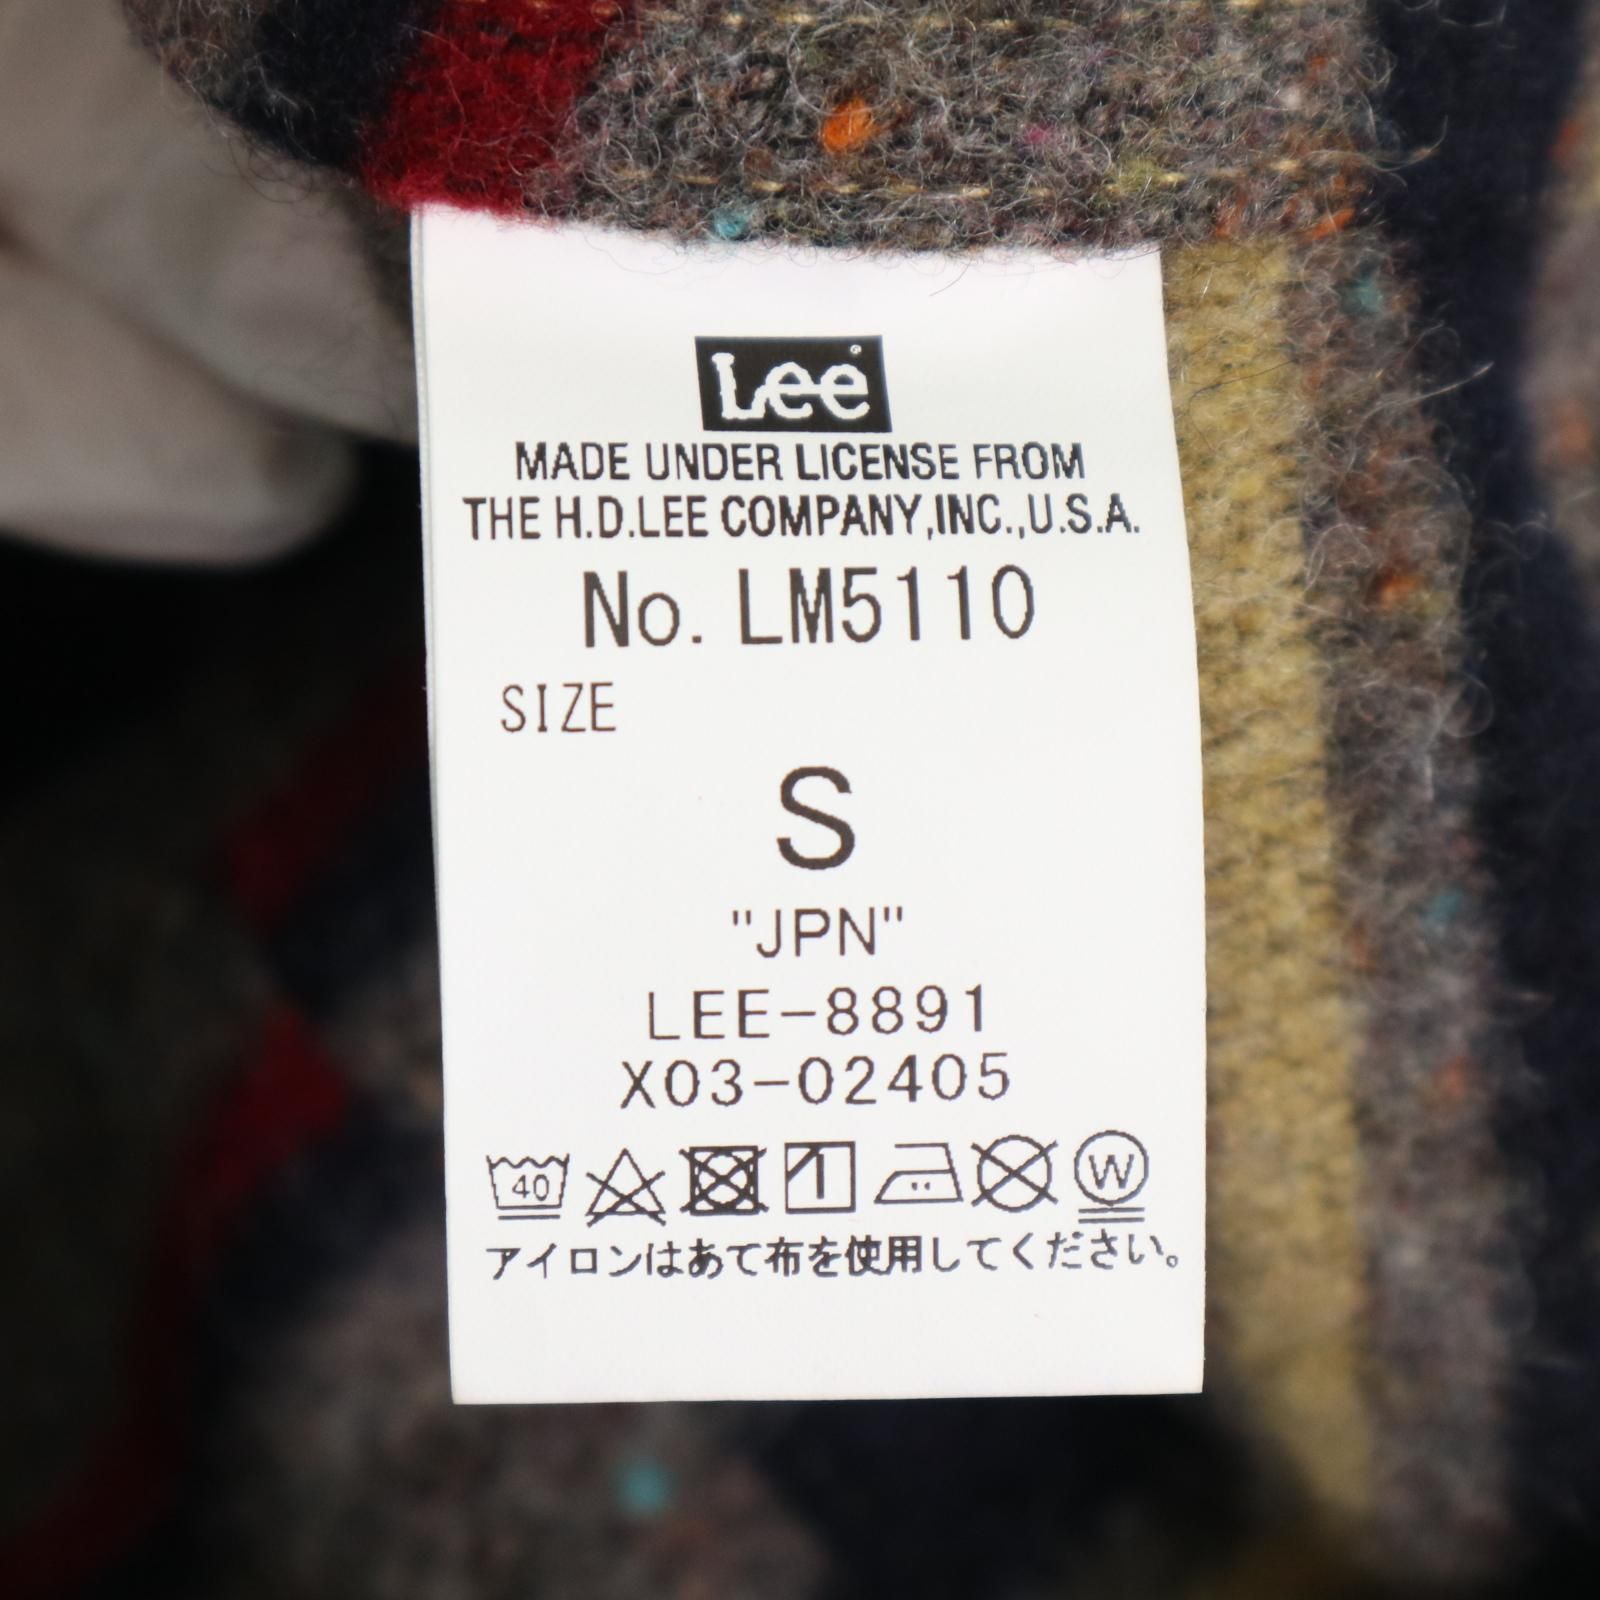 Lee®
MADE UNDER LICENSE FROM
THE H.D.LEE COMPANY,INC.,U.S.A.
No. LM5110
SIZE
S
"JPN"
LEE-8891
X03-02405
40 W
アイロンはあて布を使用してください。